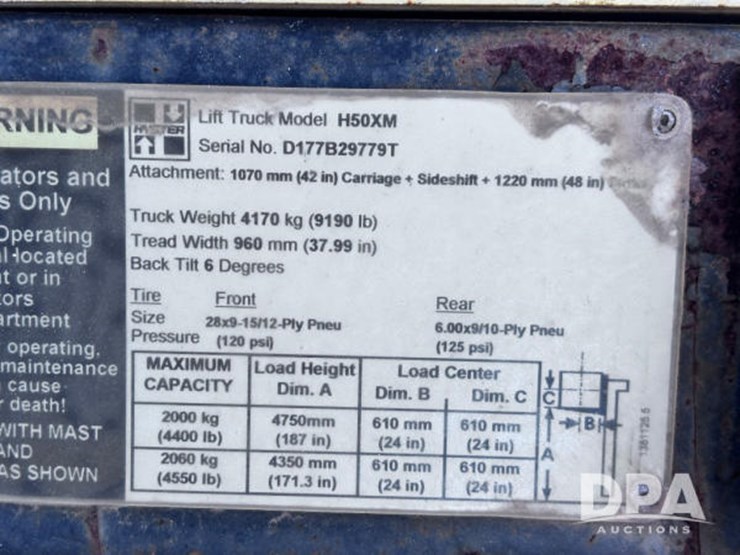 RNING
ators and
s Only
Operating
al located
t or in
tors
artment
operating,
maintenance
cause
r death!
WITH MAST
AND
AS SHOWN
HYSTER
Lift Truck Model H50XM
Serial No. D177B29779T
Attachment: 1070 mm (42 in) Carriage + Sideshift + 1220 mm (48 in)
Truck Weight 4170 kg (9190 lb)
Tread Width 960 mm (37.99 in)
Back Tilt 6 Degrees
Tire Front Rear
Size 28x9-15/12-Ply Pneu 6.00x9/10-Ply Pneu
Pressure (120 psi) (125 psi)
MAXIMUM CAPACITY Load Height Dim. A Load Center Dim. B Dim. C
2000 kg (4400 lb) 4750mm (187 in) 610 mm (24 in) 610 mm (24 in)
2060 kg (4550 lb) 4350 mm (171.3 in) 610 mm (24 in) 610 mm (24 in)
C
B
A
DPA
AUCTIONS